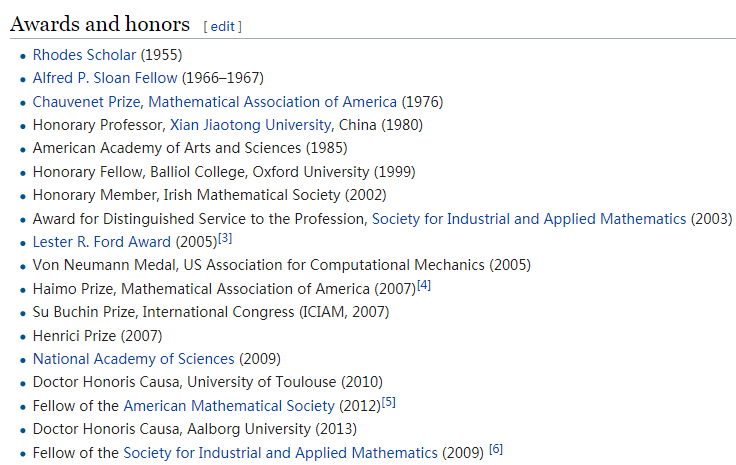 Awards and honors [ edit ]
Rhodes Scholar (1955)
Alfred P. Sloan Fellow (1966–1967)
Chauvenet Prize, Mathematical Association of America (1976)
Honorary Professor, Xian Jiaotong University, China (1980)
American Academy of Arts and Sciences (1985)
Honorary Fellow, Balliol College, Oxford University (1999)
Honorary Member, Irish Mathematical Society (2002)
Award for Distinguished Service to the Profession, Society for Industrial and Applied Mathematics (2003)
Lester R. Ford Award (2005)[3]
Von Neumann Medal, US Association for Computational Mechanics (2005)
Haimo Prize, Mathematical Association of America (2007)[4]
Su Buchin Prize, International Congress (ICIAM, 2007)
Henrici Prize (2007)
National Academy of Sciences (2009)
Doctor Honoris Causa, University of Toulouse (2010)
Fellow of the American Mathematical Society (2012)[5]
Doctor Honoris Causa, Aalborg University (2013)
Fellow of the Society for Industrial and Applied Mathematics (2009) [6]